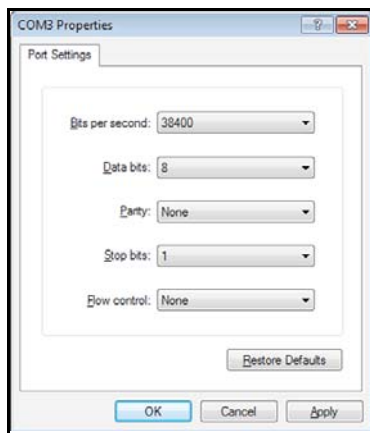 COM3 Properties
Port Settings
Bits per second: 38400
Data bits: 8
Parity: None
Stop bits: 1
Flow control: None
Restore Defaults
OK Cancel Apply